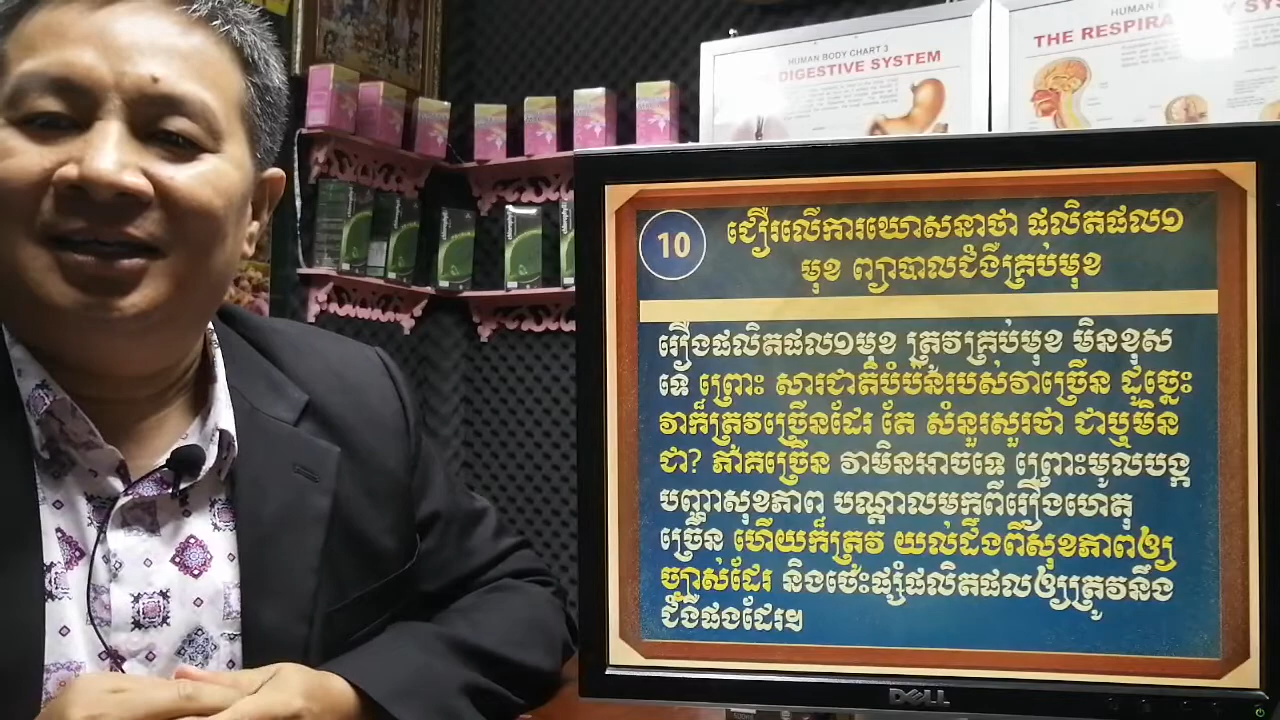 HUMAN BODY CHART 3
DIGESTIVE SYSTEM
HUMAN
THE RESPIRA
10
ជឿរលើការឃោសនាថា ផលិតផល១
មុខ ព្យាបាលជំងឺគ្រប់មុខ
រឿងផលិតផល១មុខ ត្រូវគ្រប់មុខ មិនខុស
ទេ ព្រោះ សារជាតិបំប៉នរបស់វាច្រើន ដូច្នេះ
វាក៏ត្រូវច្រើនដែរ តែ សំនួរសួរថា ជាឬមិន
ជា? ភាគច្រើន វាមិនអាចទេ ព្រោះមូលបង្ក
បញ្ហាសុខភាព បណ្តាលមកពីរឿងហេតុ
ច្រើន ហើយក៏ត្រូវ យល់ដឹងពីសុខភាពឲ្យ
ច្បាស់ដែរ និងចេះផ្សំផលិតផលឲ្យត្រូវនឹង
ជំងឺផងដែរ។
DELL